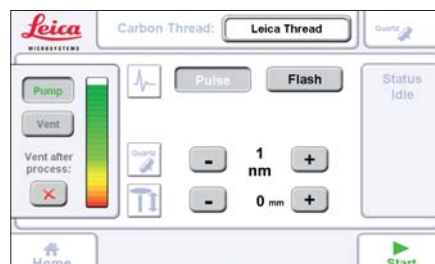 Leica
MICROSYSTEMS
Carbon Thread:
Leica Thread
Quartz
Pump
Vent
Vent after
process:
Pulse
Flash
Status
Idle
Quartz
-
1
nm
+
-
0 mm
+
Home
Start